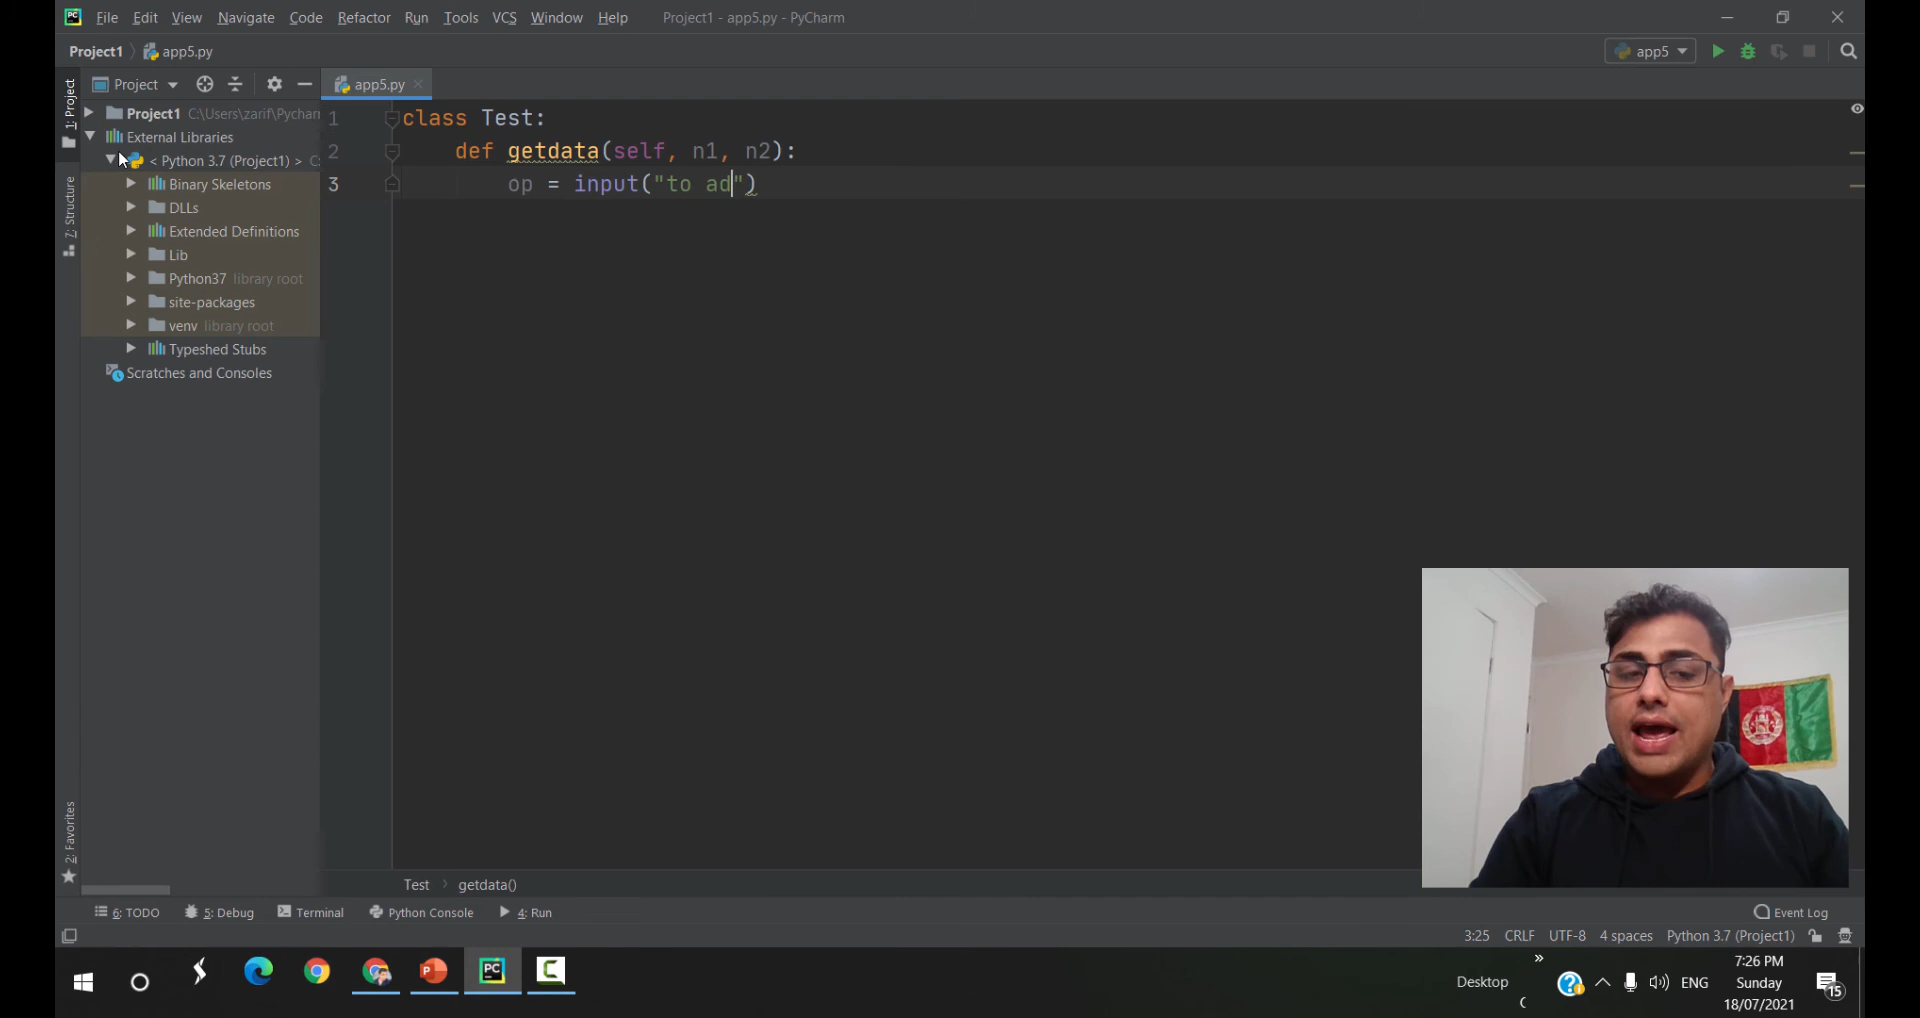 File Edit View Navigate Code Refactor Run Tools VCS Window Help Project1 - app5.py - PyCharm
Project1 app5.py app5
Project app5.py
1: Project
7: Structure
2: Favorites
Project1 C:\Users\zarif\Pycharm
External Libraries
< Python 3.7 (Project1) > C:
Binary Skeletons
DLLs
Extended Definitions
Lib
Python37 library root
site-packages
venv library root
Typeshed Stubs
Scratches and Consoles
1 class Test:
2 def getdata(self, n1, n2):
3 op = input("to ad")
Test getdata()
6: TODO 5: Debug Terminal Python Console 4: Run Event Log
3:25 CRLF UTF-8 4 spaces Python 3.7 (Project1)
Desktop » ENG
7:26 PM
Sunday
18/07/2021
15